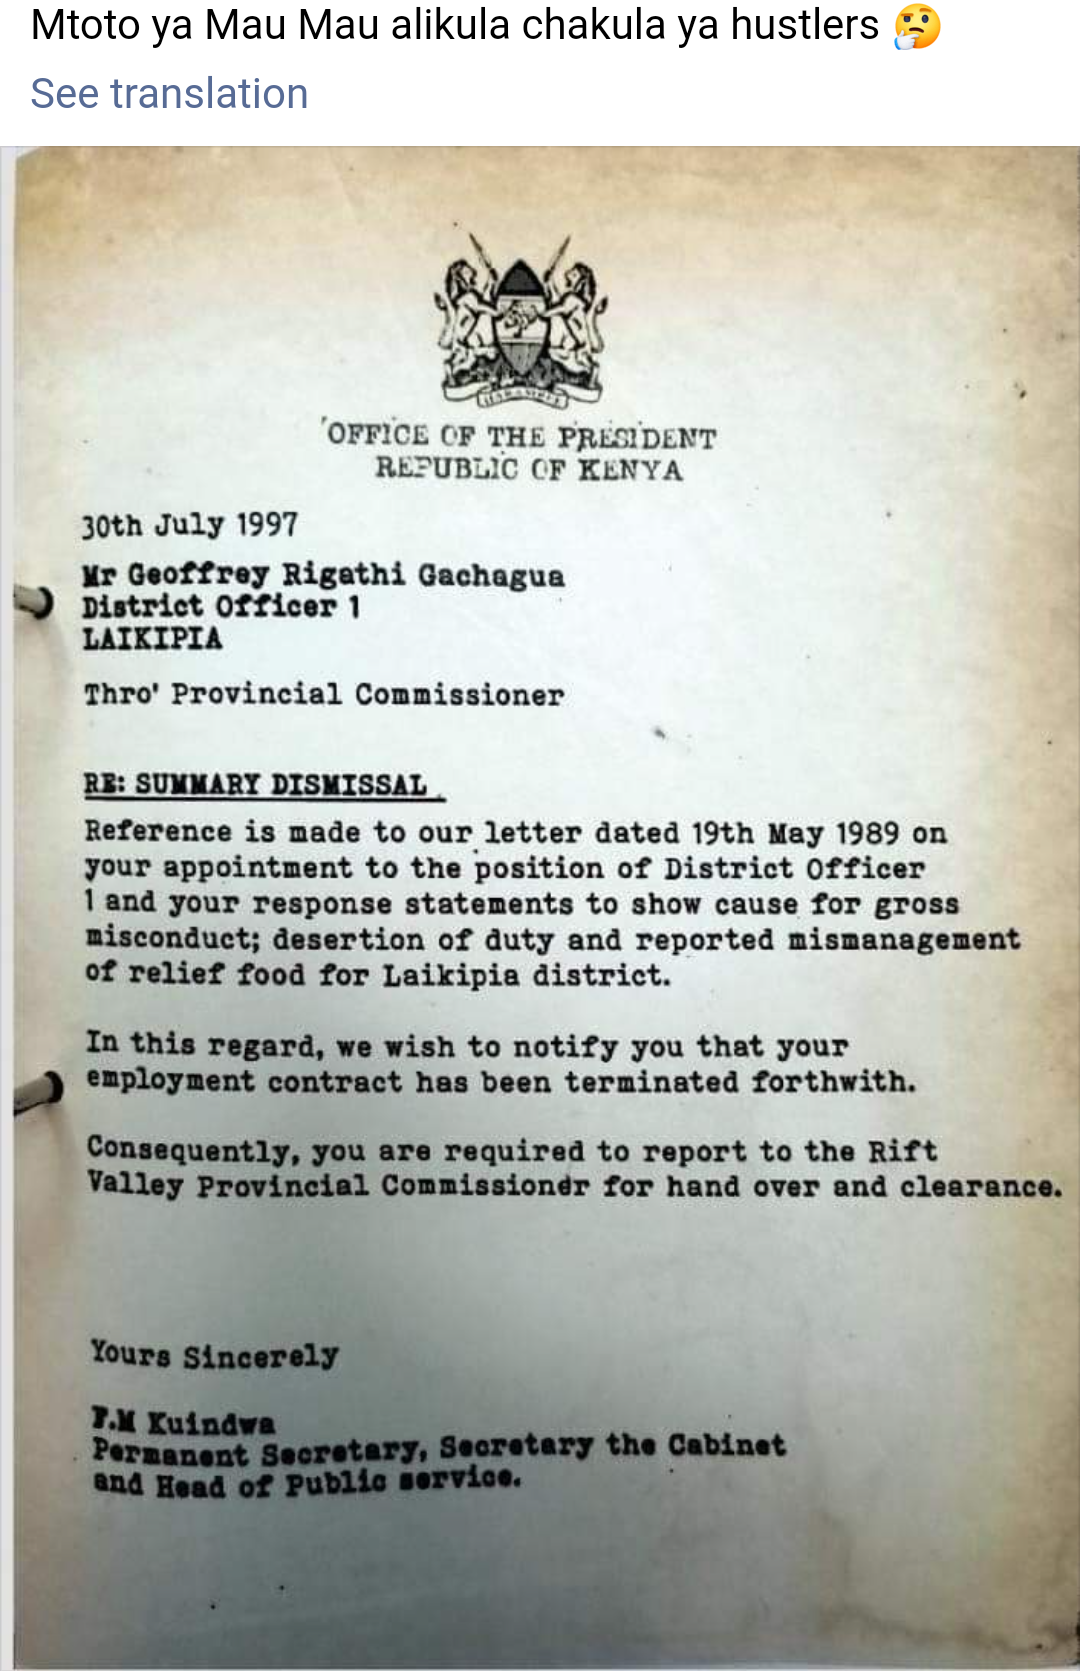 Mtoto ya Mau Mau alikula chakula ya hustlers 🤔
See translation
HARAMBEE
OFFICE OF THE PRESIDENT
REPUBLIC OF KENYA
30th July 1997
Mr Geoffrey Rigathi Gachagua
District Officer 1
LAIKIPIA
Thro' Provincial Commissioner
RE: SUMMARY DISMISSAL
Reference is made to our letter dated 19th May 1989 on
your appointment to the position of District Officer
1 and your response statements to show cause for gross
misconduct; desertion of duty and reported mismanagement
of relief food for Laikipia district.
In this regard, we wish to notify you that your
employment contract has been terminated forthwith.
Consequently, you are required to report to the Rift
Valley Provincial Commissioner for hand over and clearance.
Yours Sincerely
F.M Kuindwa
Permanent Secretary, Secretary the Cabinet
and Head of Public service.